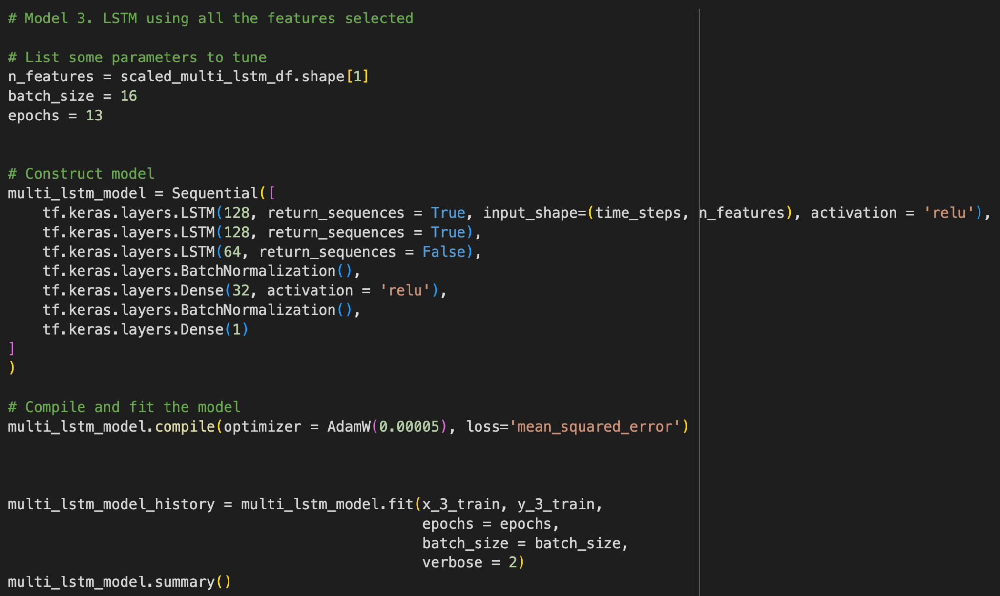 # Model 3. LSTM using all the features selected
# List some parameters to tune
n_features = scaled_multi_lstm_df.shape[1]
batch_size = 16
epochs = 13
# Construct model
multi_lstm_model = Sequential([
    tf.keras.layers.LSTM(128, return_sequences = True, input_shape=(time_steps, n_features), activation = 'relu'),
    tf.keras.layers.LSTM(128, return_sequences = True),
    tf.keras.layers.LSTM(64, return_sequences = False),
    tf.keras.layers.BatchNormalization(),
    tf.keras.layers.Dense(32, activation = 'relu'),
    tf.keras.layers.BatchNormalization(),
    tf.keras.layers.Dense(1)
]
)
# Compile and fit the model
multi_lstm_model.compile(optimizer = AdamW(0.00005), loss='mean_squared_error')
multi_lstm_model_history = multi_lstm_model.fit(x_3_train, y_3_train,
                                                epochs = epochs,
                                                batch_size = batch_size,
                                                verbose = 2)
multi_lstm_model.summary()